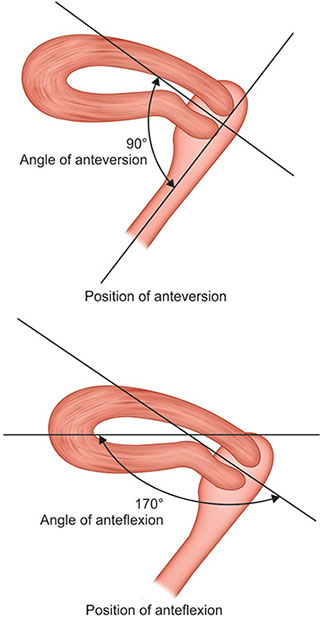 90°
Angle of anteversion
Position of anteversion
170°
Angle of anteflexion
Position of anteflexion